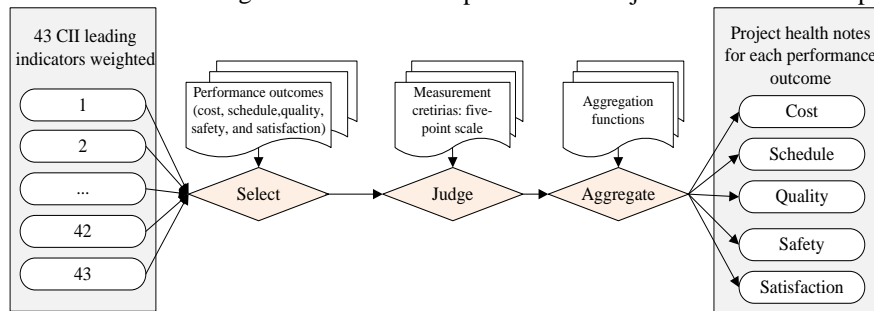 43 CII leading
indicators weighted
1
2
...
42
43
Performance outcomes
(cost, schedule,quality,
safety, and satisfaction)
Select
Measurement
cretirias: five-
point scale
Judge
Aggregation
functions
Aggregate
Project health notes
for each performance
outcome
Cost
Schedule
Quality
Safety
Satisfaction